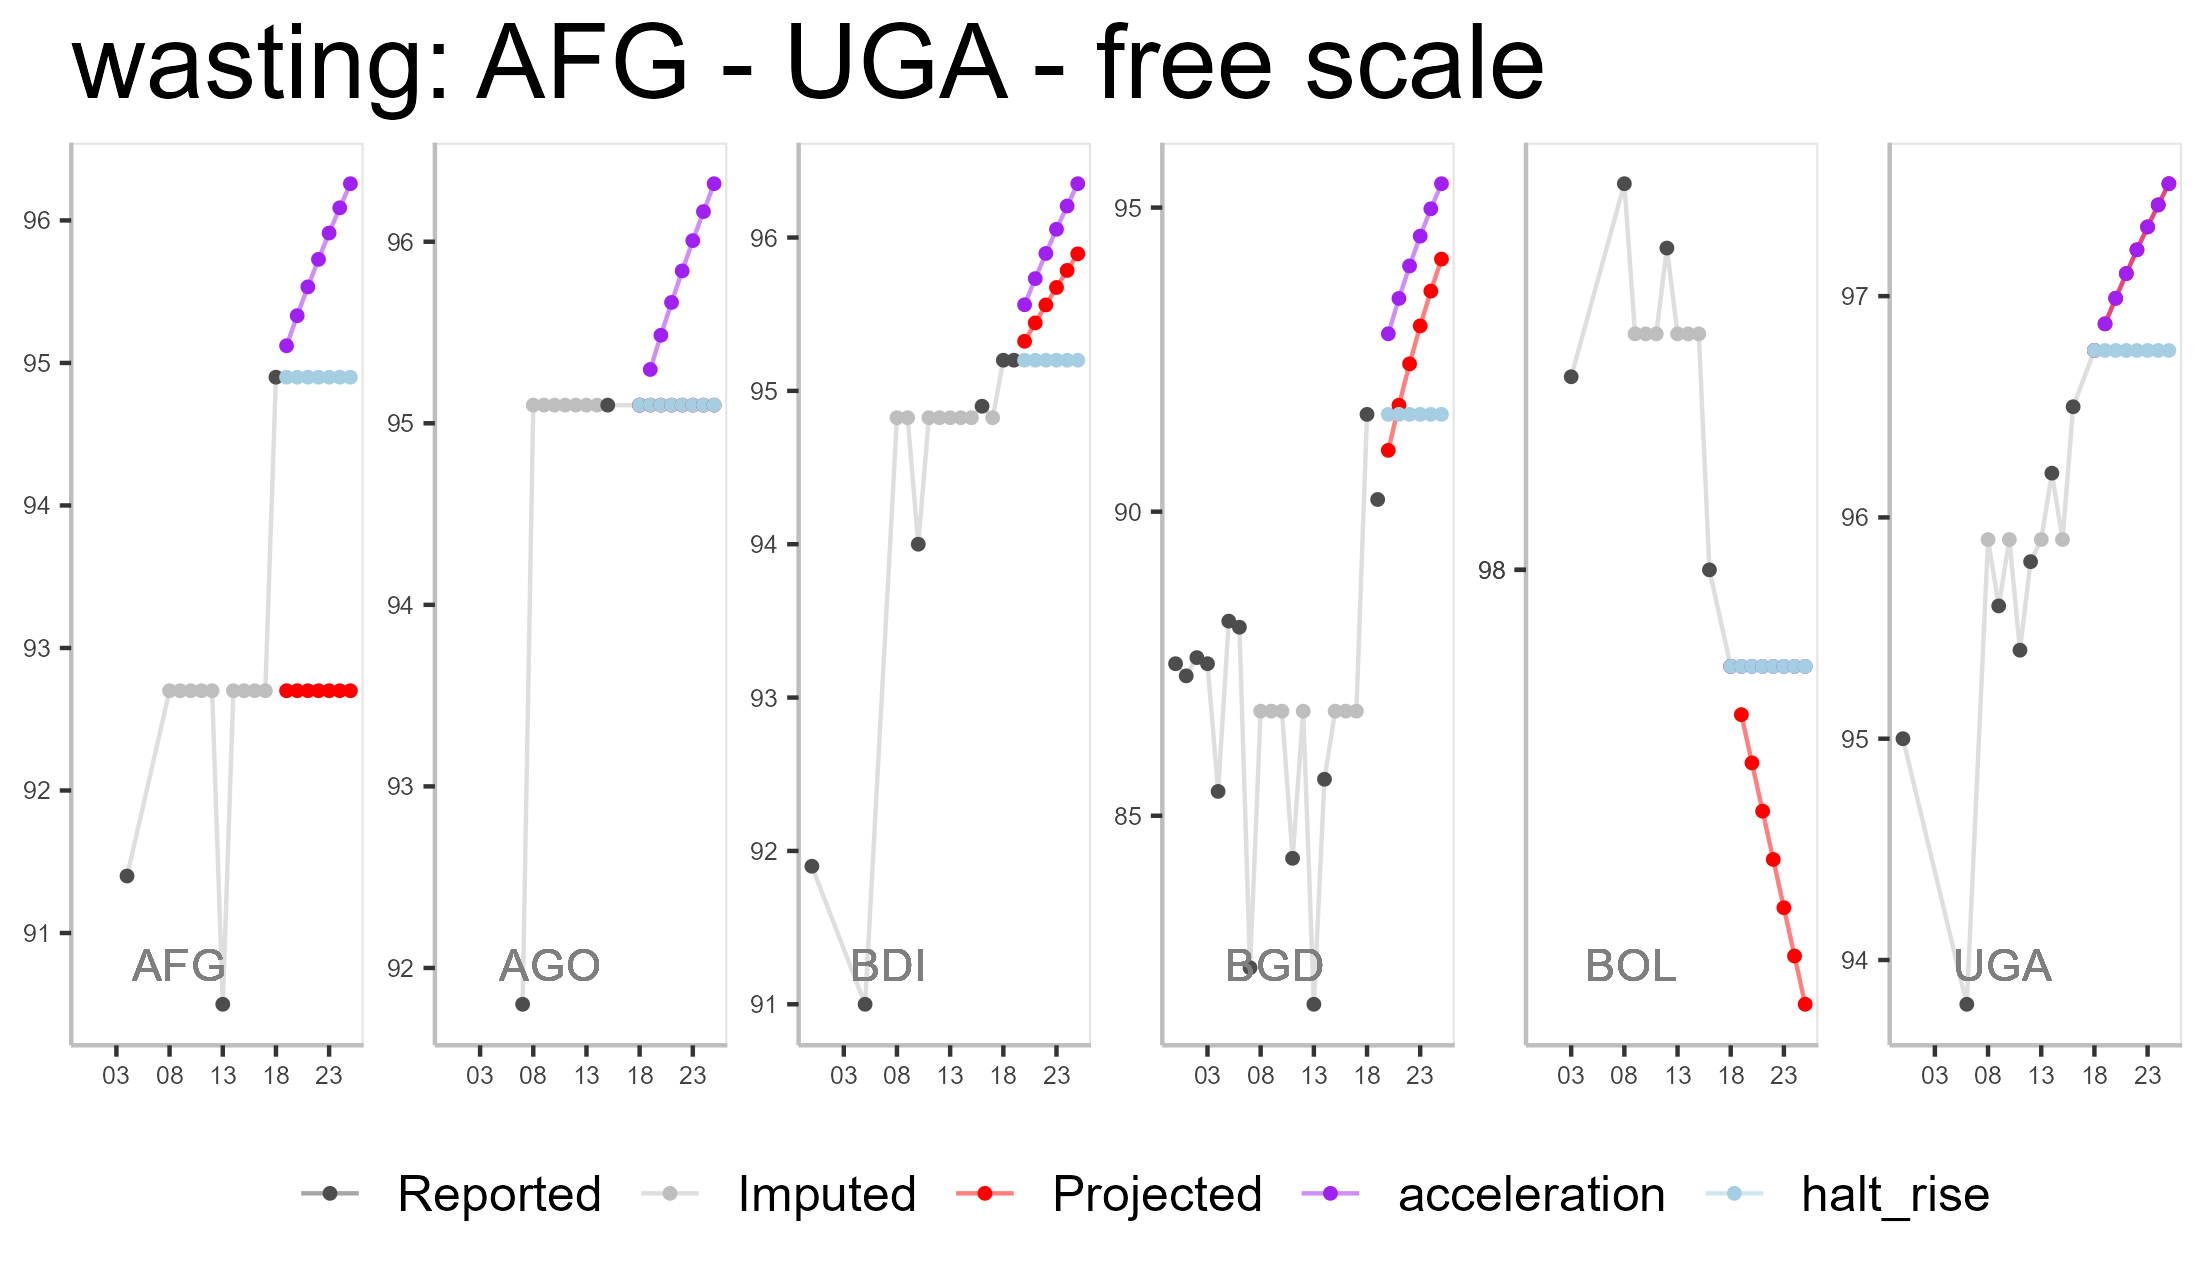 wasting: AFG - UGA - free scale
96
95
94
93
92
91
AFG
03 08 13 18 23
96
95
94
93
92
AGO
03 08 13 18 23
96
95
94
93
92
91
BDI
03 08 13 18 23
95
90
85
BGD
03 08 13 18 23
98
BOL
03 08 13 18 23
97
96
95
94
UGA
03 08 13 18 23
Reported Imputed Projected acceleration halt_rise